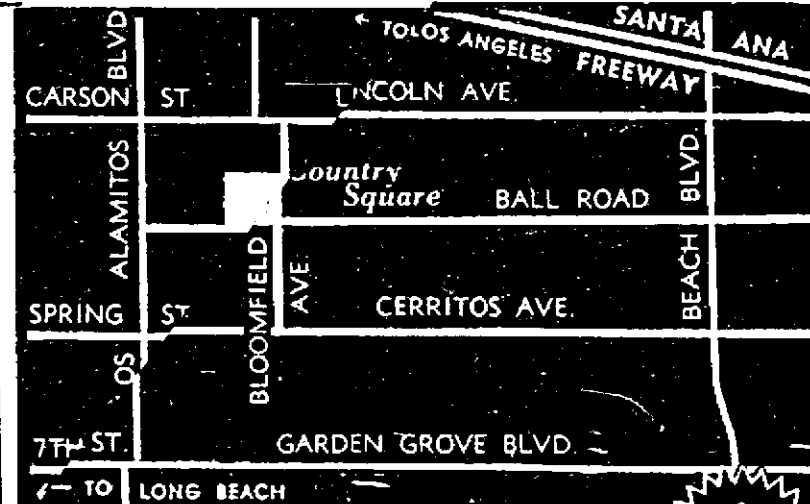 SANTA ANA
← TO LOS ANGELES FREEWAY
BLVD
CARSON ST.
LINCOLN AVE.
Country
Square
BALL ROAD
BEACH BLVD.
LOS ALAMITOS
BLOOMFIELD AVE.
SPRING ST.
CERRITOS AVE.
7TH ST.
GARDEN GROVE BLVD.
← TO LONG BEACH